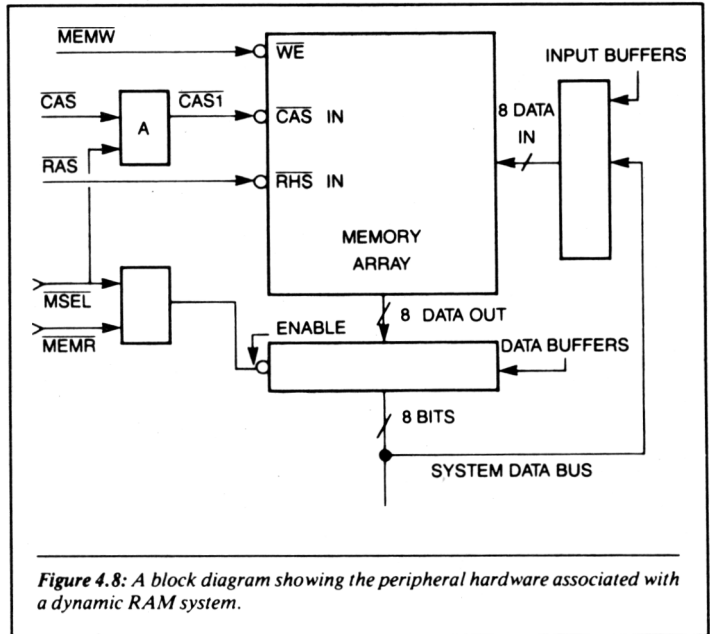 MEMW
WE
INPUT BUFFERS
CAS
CAS1
A
CAS IN
8 DATA
IN
RAS
RHS IN
MEMORY
ARRAY
MSEL
8 DATA OUT
ENABLE
MEMR
DATA BUFFERS
8 BITS
SYSTEM DATA BUS
Figure 4.8: A block diagram showing the peripheral hardware associated with
a dynamic RAM system.